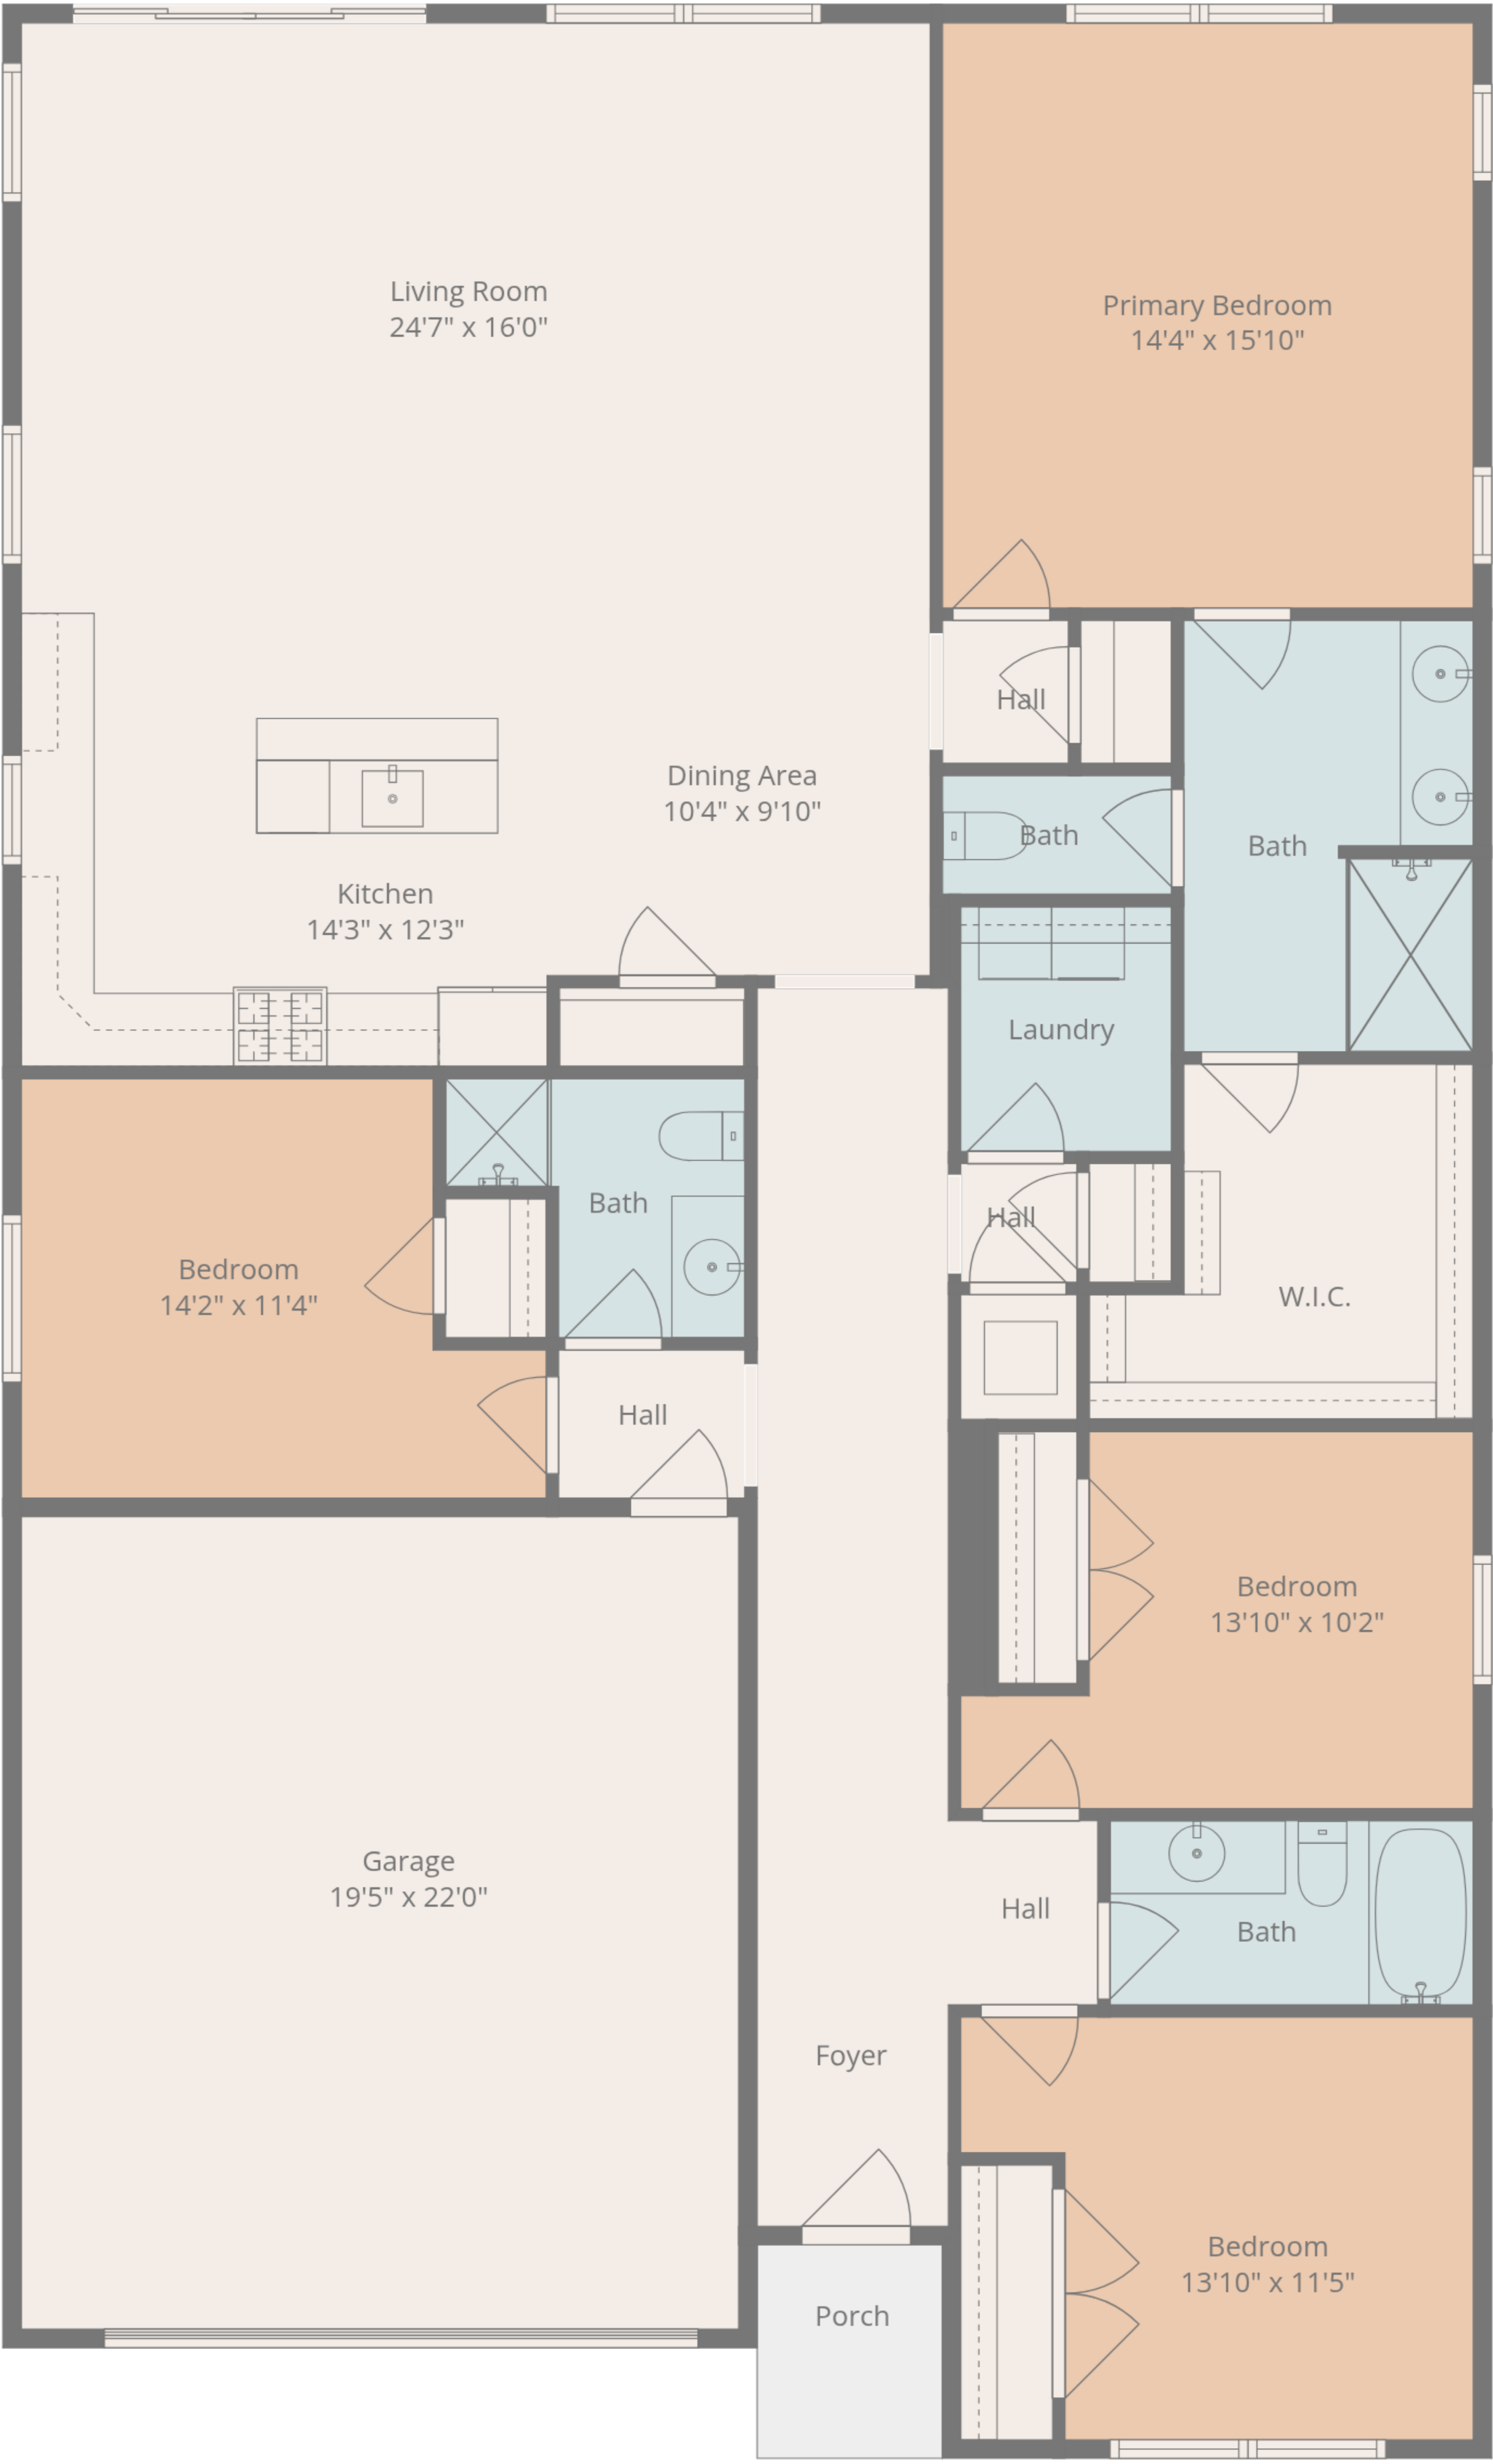 Living Room
24'7" x 16'0"
Primary Bedroom
14'4" x 15'10"
Hall
Dining Area
10'4" x 9'10"
Bath
Bath
Kitchen
14'3" x 12'3"
Laundry
Bath
Hall
Bedroom
14'2" x 11'4"
W.I.C.
Hall
Bedroom
13'10" x 10'2"
Garage
19'5" x 22'0"
Hall
Bath
Foyer
Bedroom
13'10" x 11'5"
Porch